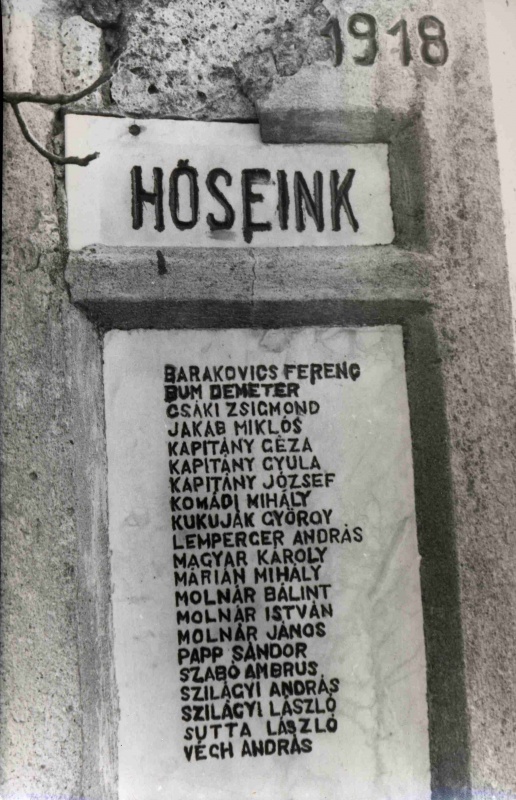 1918
HŐSEINK
BARAKOVICS FERENC
BUM DEMETER
CSÁKI ZSIGMOND
JAKAB MIKLÓS
KAPITÁNY GÉZA
KAPITÁNY GYULA
KAPITÁNY JÓZSEF
KOMÁDI MIHÁLY
KUKUJÁK GYÖRGY
LEMPERGER ANDRÁS
MAGYAR KÁROLY
MÁRIÁN MIHÁLY
MOLNÁR BÁLINT
MOLNÁR ISTVÁN
MOLNÁR JÁNOS
PAPP SÁNDOR
SZABÓ AMBRUS
SZILÁGYI ANDRÁS
SZILÁGYI LÁSZLÓ
SUTTA LÁSZLÓ
VÉGH ANDRÁS